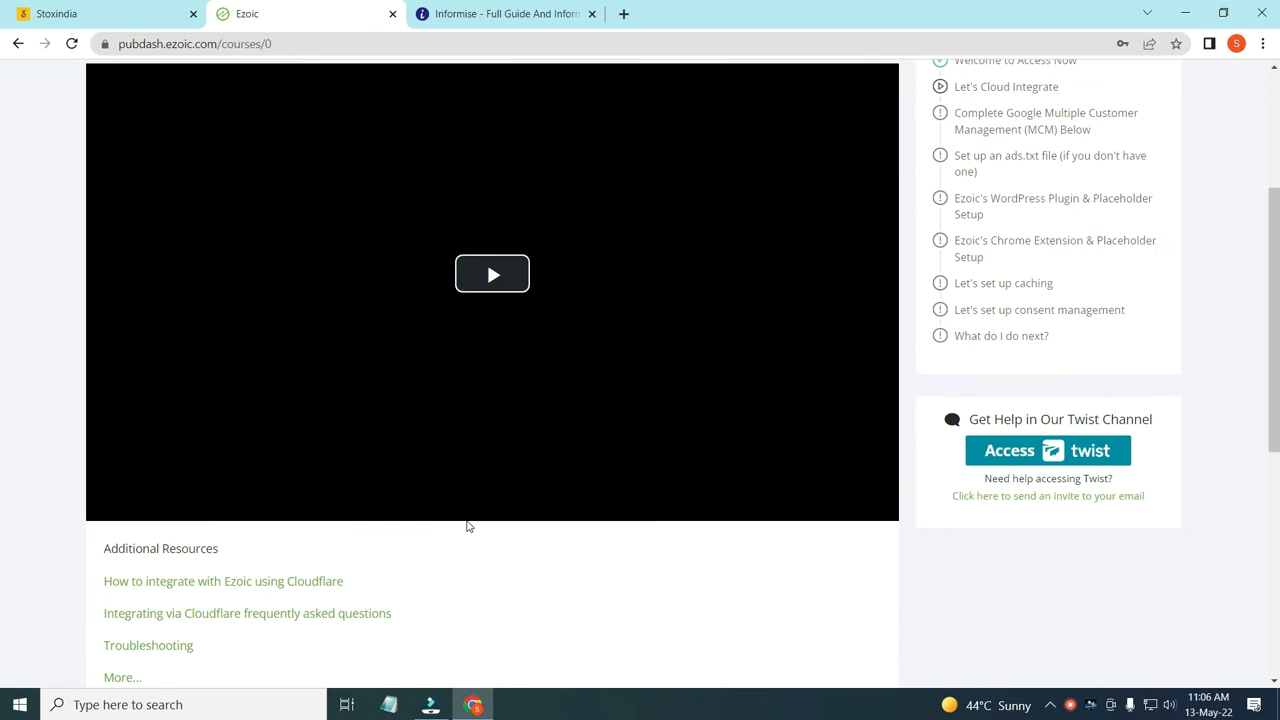 Stoxindia
Ezoic
Informise - Full Guide And Inform
pubdash.ezoic.com/courses/0
S
Welcome to Access Now
Let's Cloud Integrate
Complete Google Multiple Customer
Management (MCM) Below
Set up an ads.txt file (if you don't have
one)
Ezoic's WordPress Plugin & Placeholder
Setup
Ezoic's Chrome Extension & Placeholder
Setup
Let's set up caching
Let's set up consent management
What do I do next?
Get Help in Our Twist Channel
Access twist
Need help accessing Twist?
Click here to send an invite to your email
Additional Resources
How to integrate with Ezoic using Cloudflare
Integrating via Cloudflare frequently asked questions
Troubleshooting
More...
Type here to search
44°C Sunny
11:06 AM
13-May-22